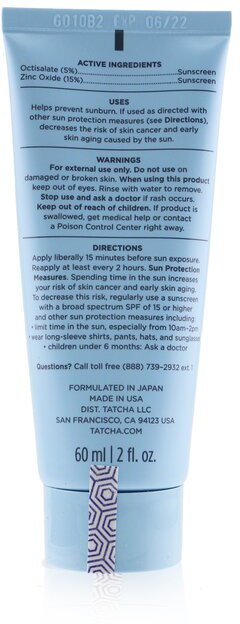 G010B2 EXP 06/22
ACTIVE INGREDIENTS
Octisalate (5%) Sunscreen
Zinc Oxide (15%) Sunscreen
USES
Helps prevent sunburn. If used as directed with
other sun protection measures (see Directions),
decreases the risk of skin cancer and early
skin aging caused by the sun.
WARNINGS
For external use only. Do not use on
damaged or broken skin. When using this product
keep out of eyes. Rinse with water to remove.
Stop use and ask a doctor if rash occurs.
Keep out of reach of children. If product is
swallowed, get medical help or contact
a Poison Control Center right away.
DIRECTIONS
Apply liberally 15 minutes before sun exposure.
Reapply at least every 2 hours. Sun Protection
Measures. Spending time in the sun increases
your risk of skin cancer and early skin aging.
To decrease this risk, regularly use a sunscreen
with a broad spectrum SPF of 15 or higher
and other sun protection measures including:
• limit time in the sun, especially from 10am-2pm
• wear long-sleeve shirts, pants, hats, and sunglasses
• children under 6 months: Ask a doctor
Questions? Call toll free (888) 739-2932 ext. 1
FORMULATED IN JAPAN
MADE IN USA
DIST. TATCHA LLC
SAN FRANCISCO, CA 94123 USA
TATCHA.COM
60 ml | 2 fl. oz.